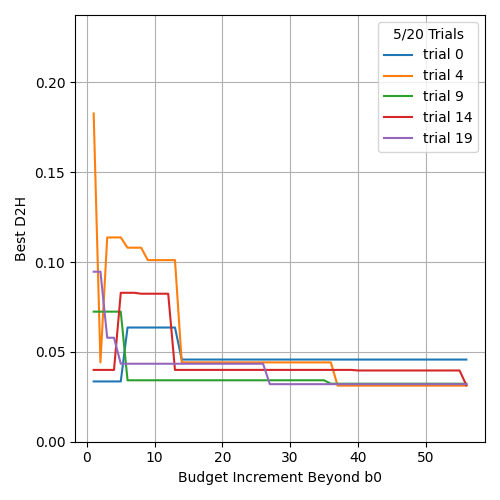 5/20 Trials
trial 0
trial 4
trial 9
trial 14
trial 19
Best D2H
0.20
0.15
0.10
0.05
0.00
0 10 20 30 40 50
Budget Increment Beyond b0